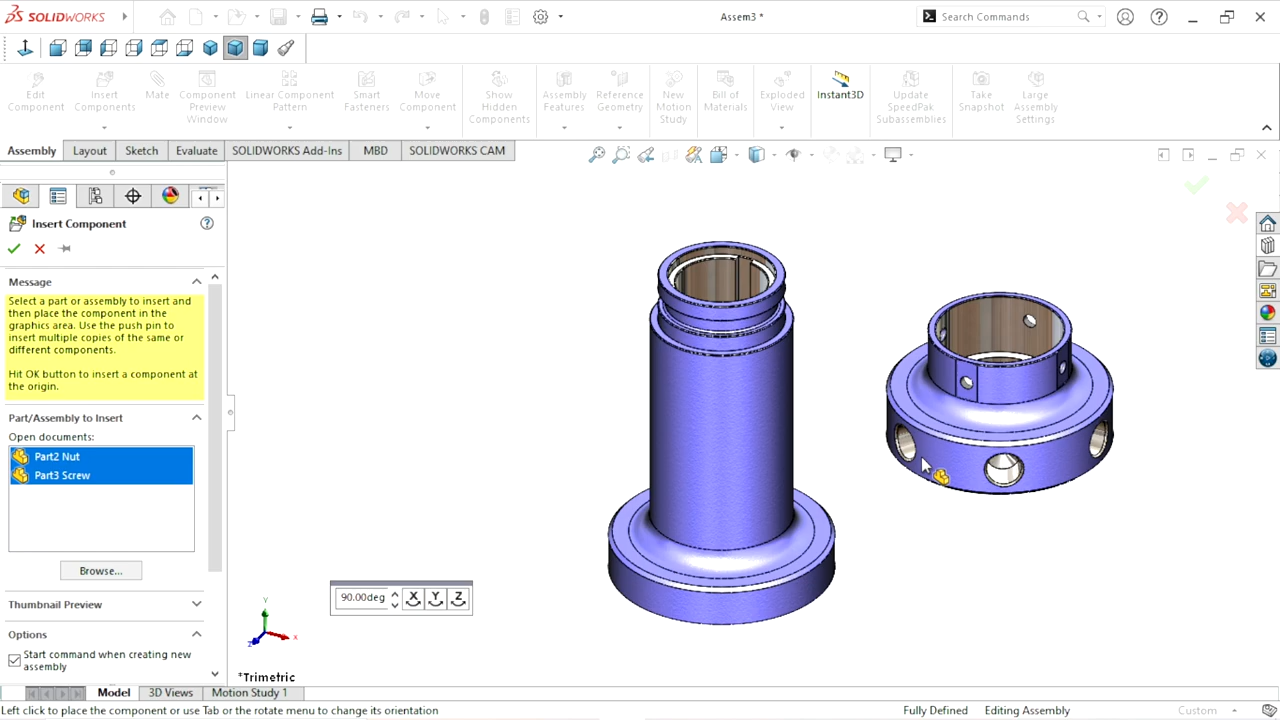 SOLIDWORKS
Assem3 *
Search Commands
Edit Component
Insert Components
Mate
Component Preview Window
Linear Component Pattern
Smart Fasteners
Move Component
Show Hidden Components
Assembly Features
Reference Geometry
New Motion Study
Bill of Materials
Exploded View
Instant3D
Update SpeedPak Subassemblies
Take Snapshot
Large Assembly Settings
Assembly
Layout
Sketch
Evaluate
SOLIDWORKS Add-Ins
MBD
SOLIDWORKS CAM
Insert Component
Message
Select a part or assembly to insert and
then place the component in the
graphics area. Use the push pin to
insert multiple copies of the same or
different components.
Hit OK button to insert a component at
the origin.
Part/Assembly to Insert
Open documents:
Part2 Nut
Part3 Screw
Browse...
Thumbnail Preview
Options
Start command when creating new
assembly
90.00deg
X
Y
Z
Y
X
Z
*Trimetric
Model
3D Views
Motion Study 1
Left click to place the component or use Tab or the rotate menu to change its orientation
Fully Defined
Editing Assembly
Custom